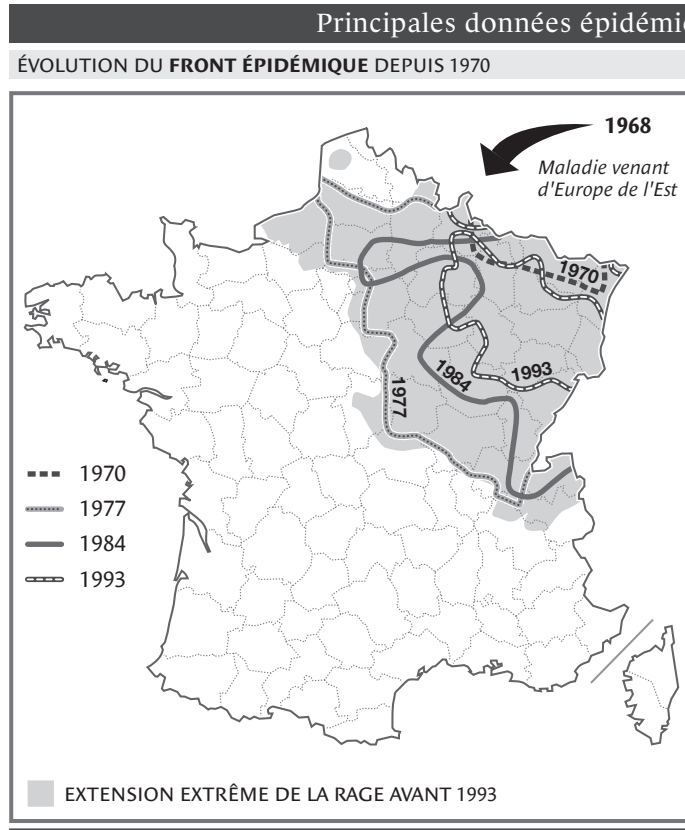 Principales données épidémi
ÉVOLUTION DU FRONT ÉPIDÉMIQUE DEPUIS 1970
1968
Maladie venant
d'Europe de l'Est
1970
1993
1984
1977
1970
1977
1984
1993
EXTENSION EXTRÊME DE LA RAGE AVANT 1993